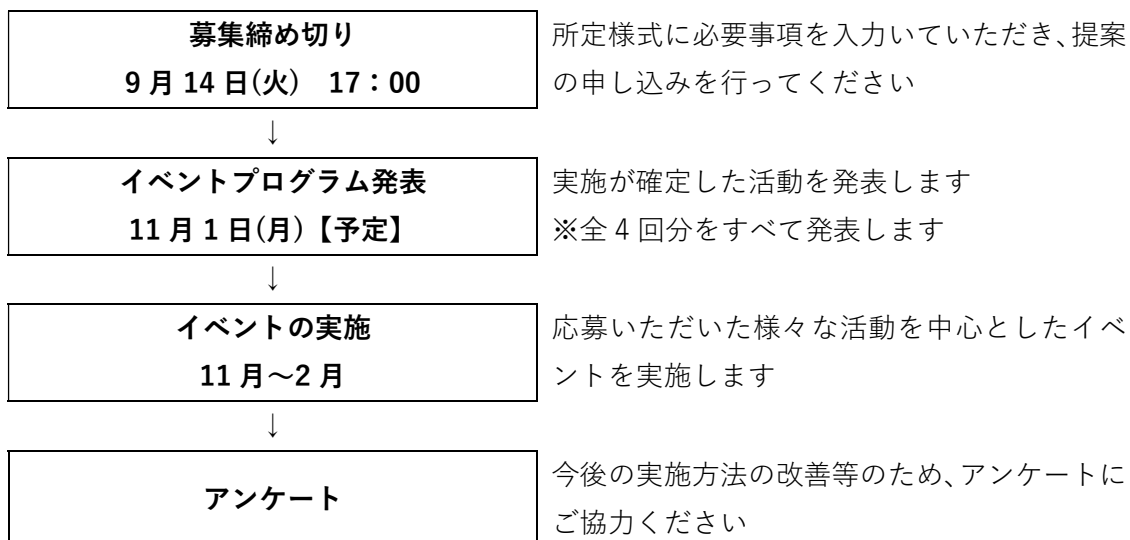 募集締め切り
9月14日(火)　17：00
所定様式に必要事項を入力いていただき、提案
の申し込みを行ってください
↓
イベントプログラム発表
11月1日(月)【予定】
実施が確定した活動を発表します
※全4回分をすべて発表します
↓
イベントの実施
11月～2月
応募いただいた様々な活動を中心としたイベ
ントを実施します
↓
アンケート
今後の実施方法の改善等のため、アンケートに
ご協力ください